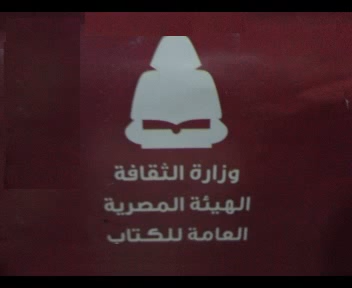 وزارة الثقافة
الهيئة المصرية
العامة للكتاب